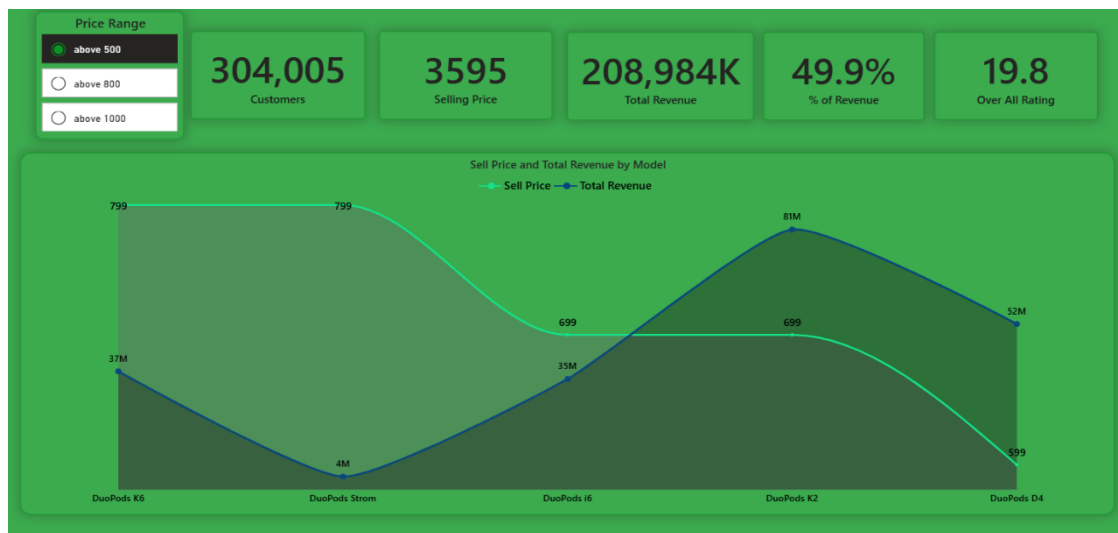 Price Range
above 500
above 800
above 1000
304,005
Customers
3595
Selling Price
208,984K
Total Revenue
49.9%
% of Revenue
19.8
Over All Rating
Sell Price and Total Revenue by Model
Sell Price Total Revenue
799
799
81M
699
699
52M
37M
35M
599
4M
DuoPods K6
DuoPods Strom
DuoPods i6
DuoPods K2
DuoPods D4